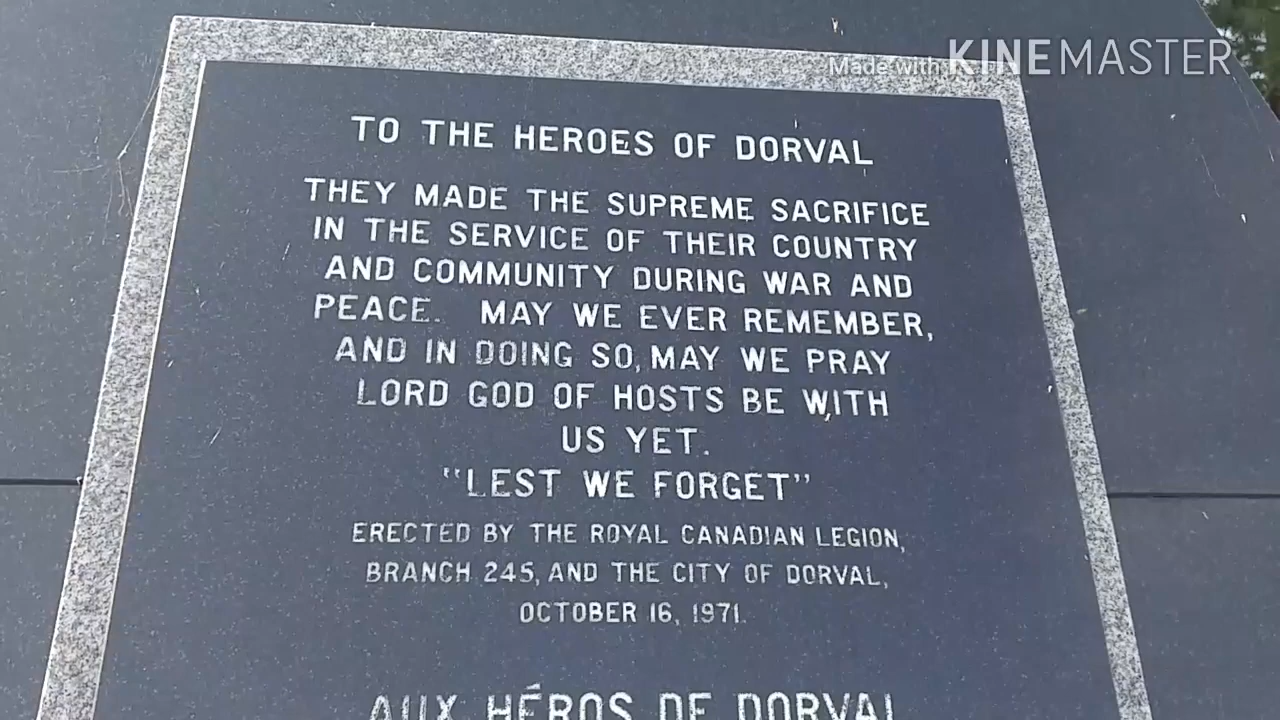 Made with KINEMASTER
TO THE HEROES OF DORVAL
THEY MADE THE SUPREME SACRIFICE
IN THE SERVICE OF THEIR COUNTRY
AND COMMUNITY DURING WAR AND
PEACE. MAY WE EVER REMEMBER,
AND IN DOING SO, MAY WE PRAY
LORD GOD OF HOSTS BE WITH
US YET.
"LEST WE FORGET"
ERECTED BY THE ROYAL CANADIAN LEGION,
BRANCH 245, AND THE CITY OF DORVAL,
OCTOBER 16, 1971.
AUX HÉROS DE DORVAL